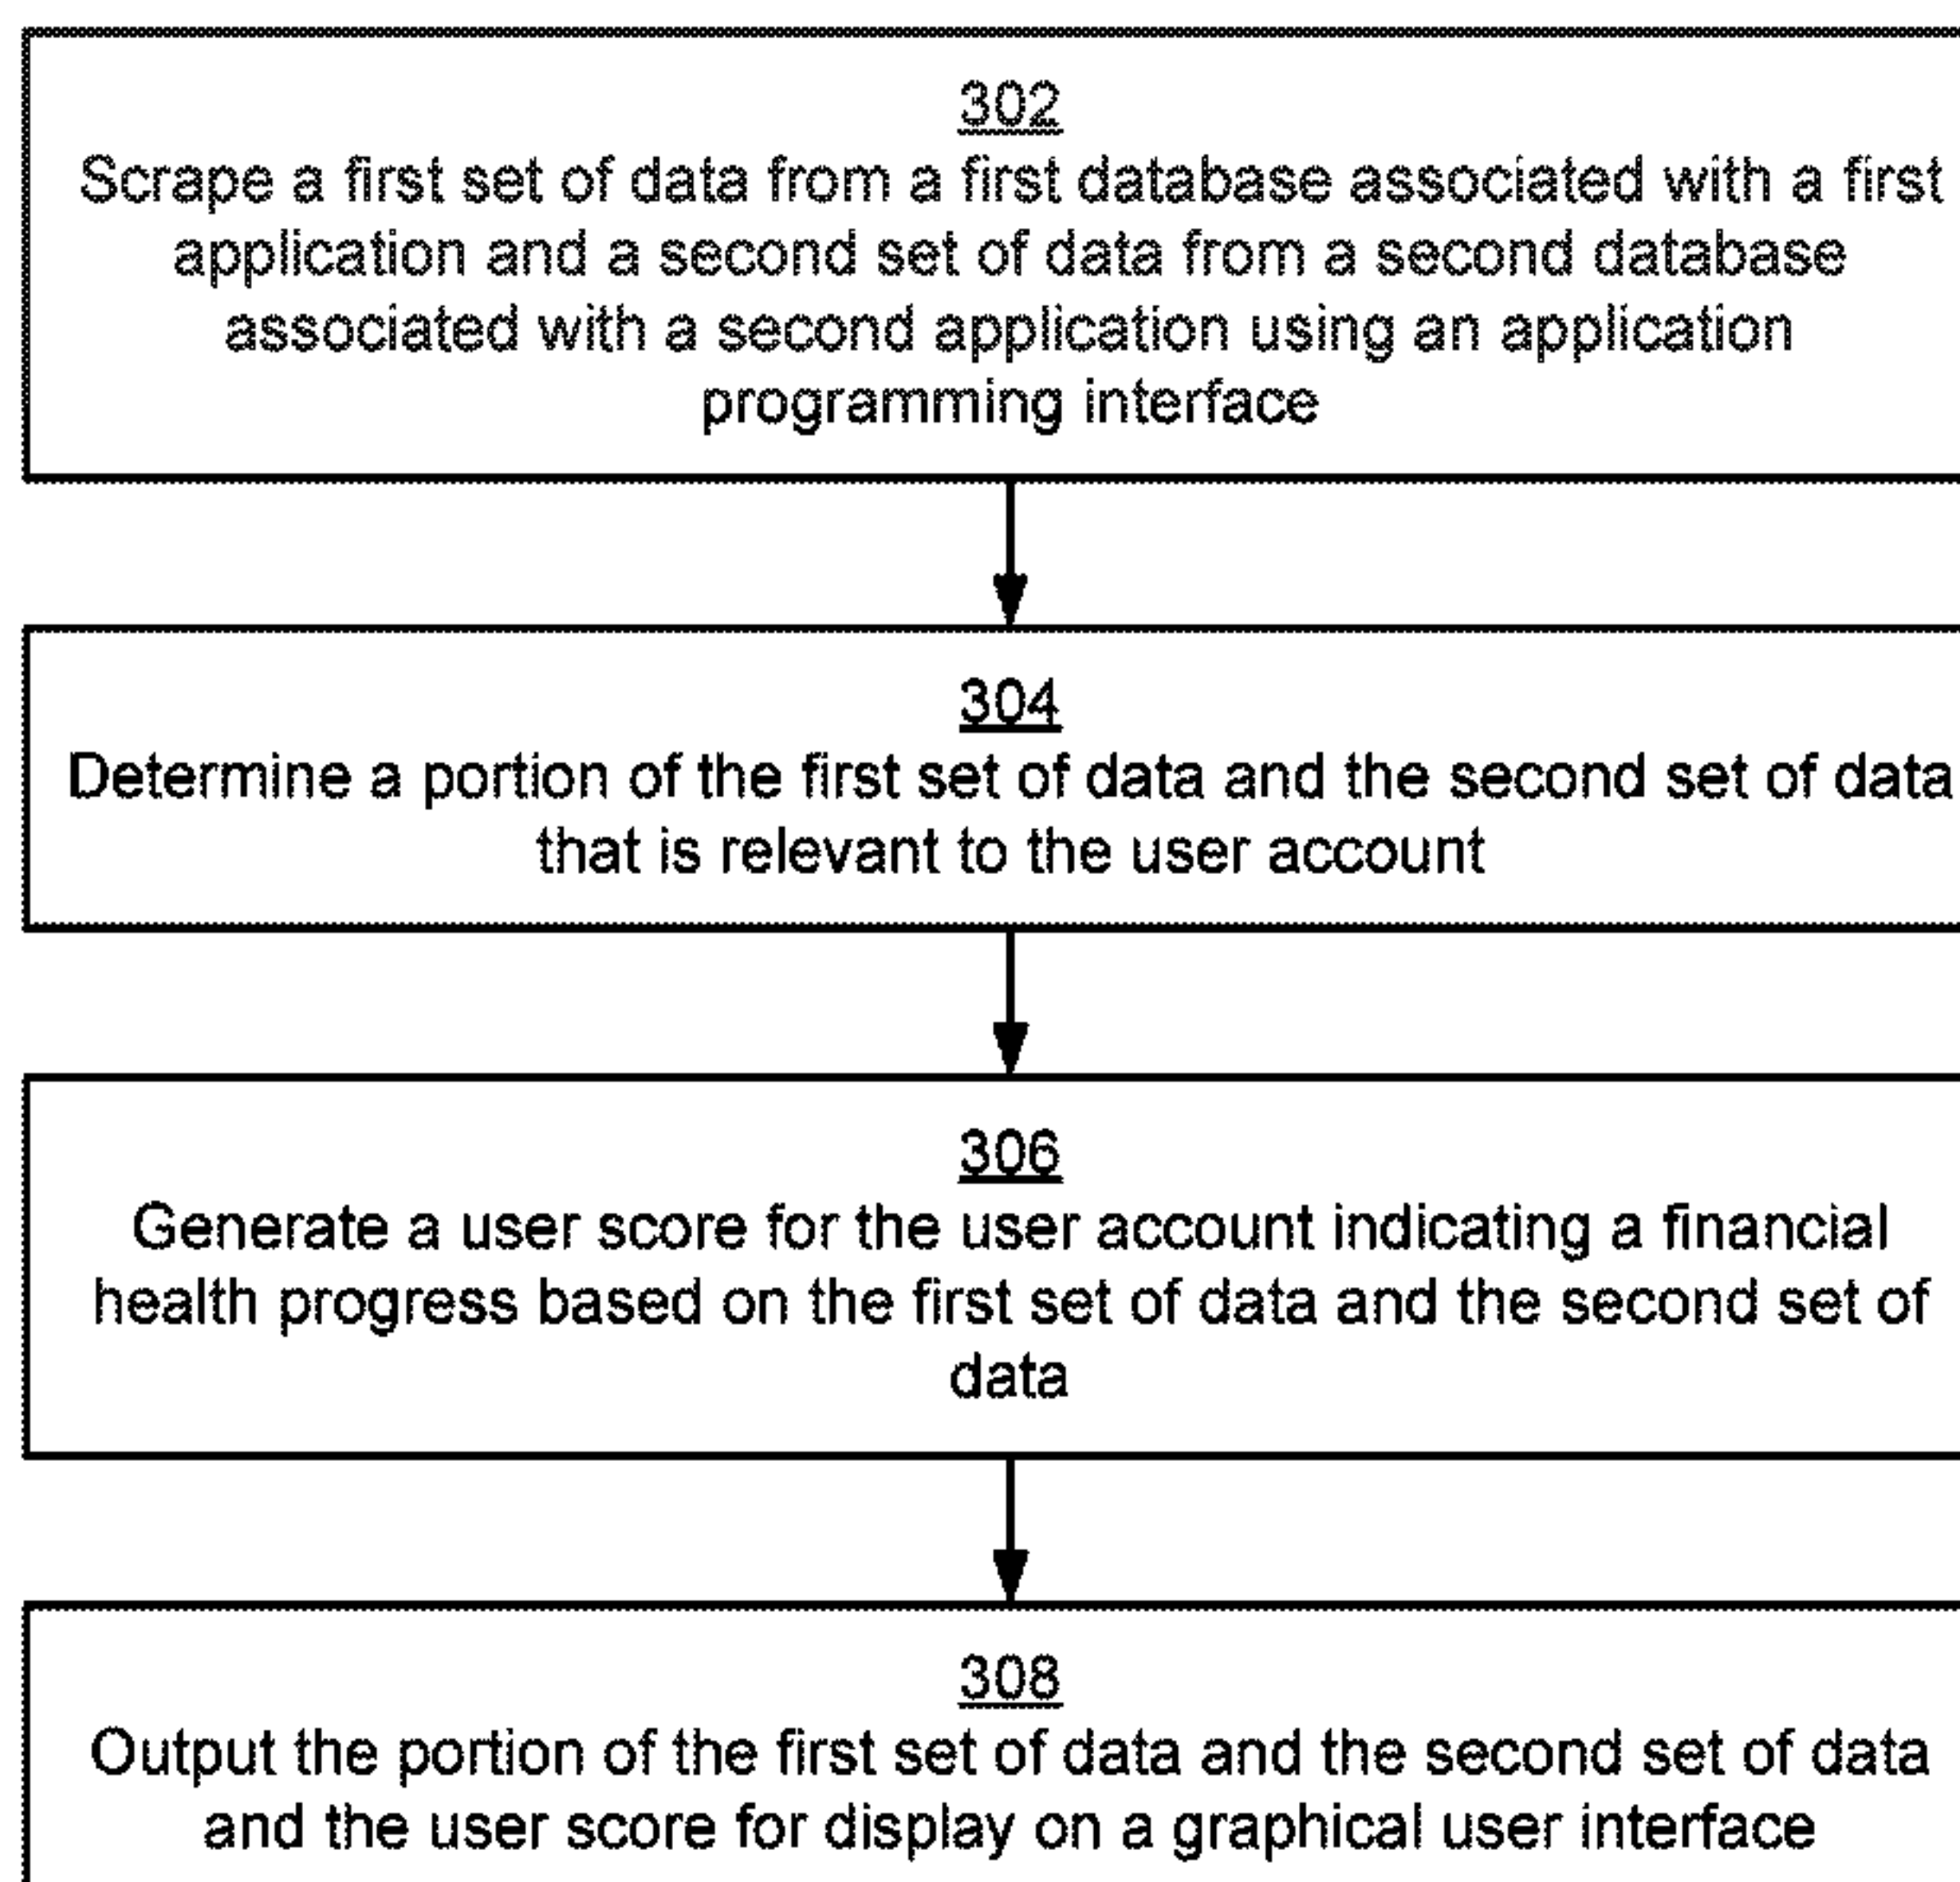 302
Scrape a first set of data from a first database associated with a first
application and a second set of data from a second database
associated with a second application using an application
programming interface
304
Determine a portion of the first set of data and the second set of data
that is relevant to the user account
306
Generate a user score for the user account indicating a financial
health progress based on the first set of data and the second set of
data
308
Output the portion of the first set of data and the second set of data
and the user score for display on a graphical user interface